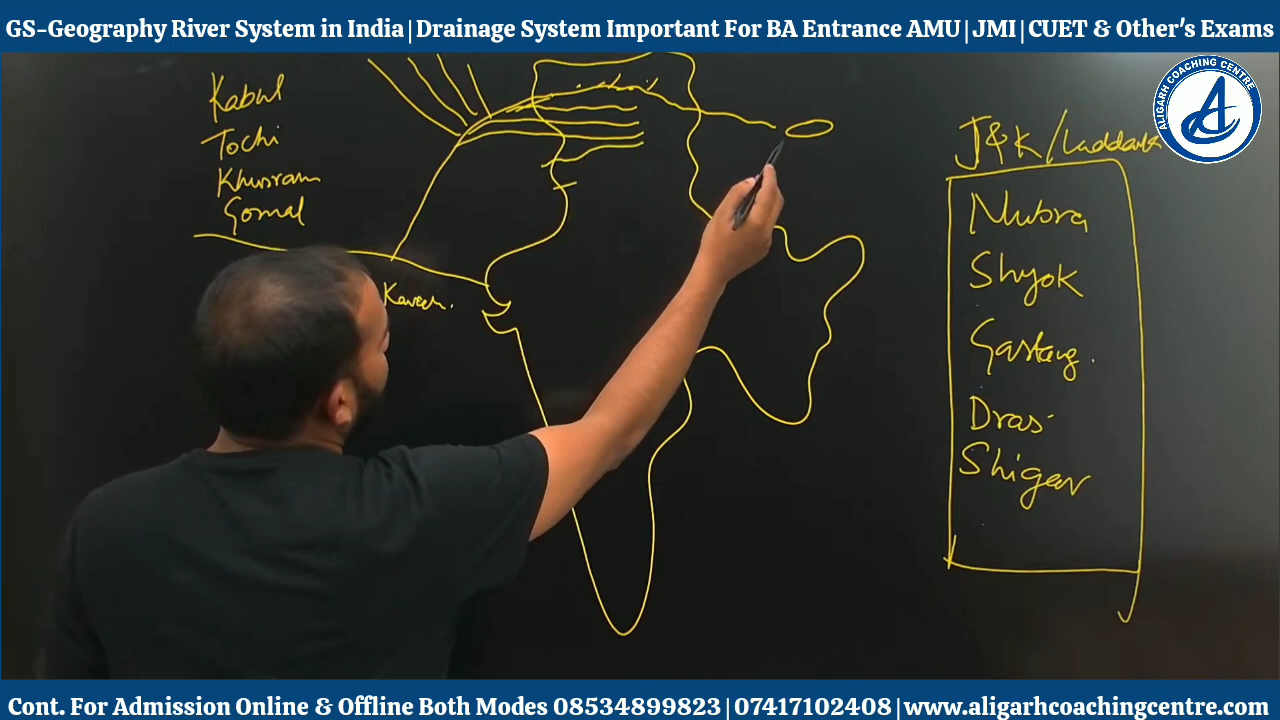 GS-Geography River System in India|Drainage System Important For BA Entrance AMU|JMI|CUET & Other's Exams
ALIGARH COACHING CENTRE
A
Kabul
Tochi
Khurram
Gomal
J&K/Laddakh
Nubra
Shyok
Gartang.
Dras
Shigar
Cont. For Admission Online & Offline Both Modes 08534899823|07417102408|www.aligarhcoachingcentre.com